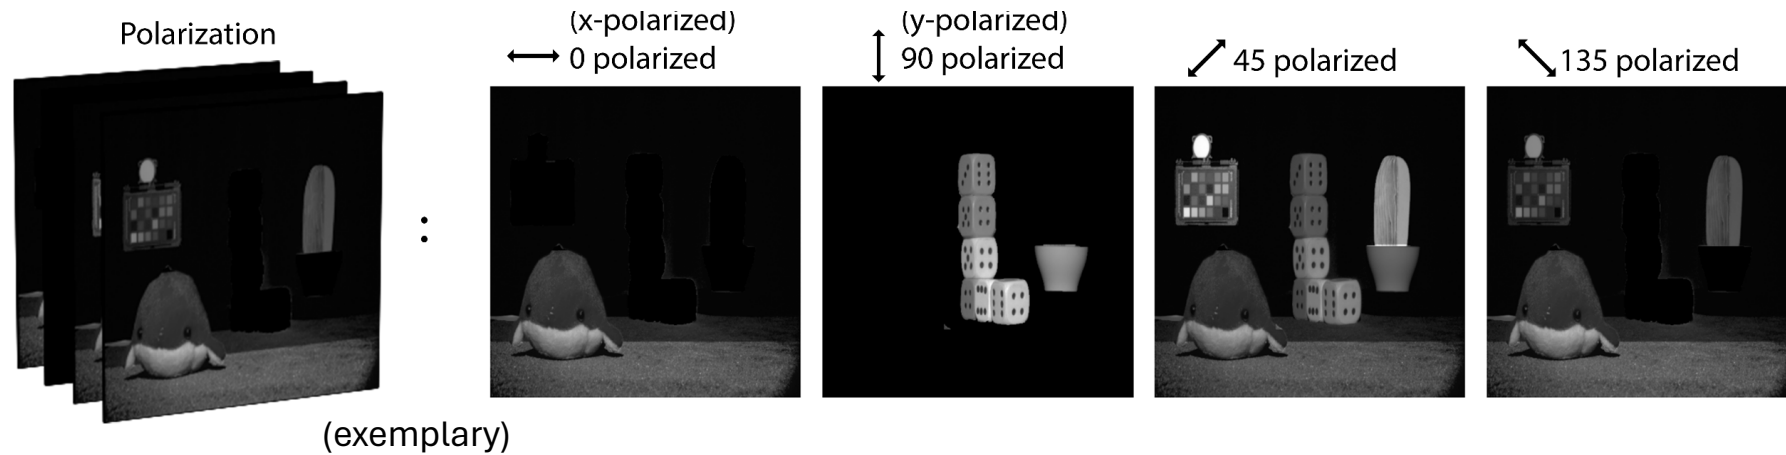 Polarization
(x-polarized)
0 polarized
(y-polarized)
90 polarized
45 polarized
135 polarized
:
(exemplary)